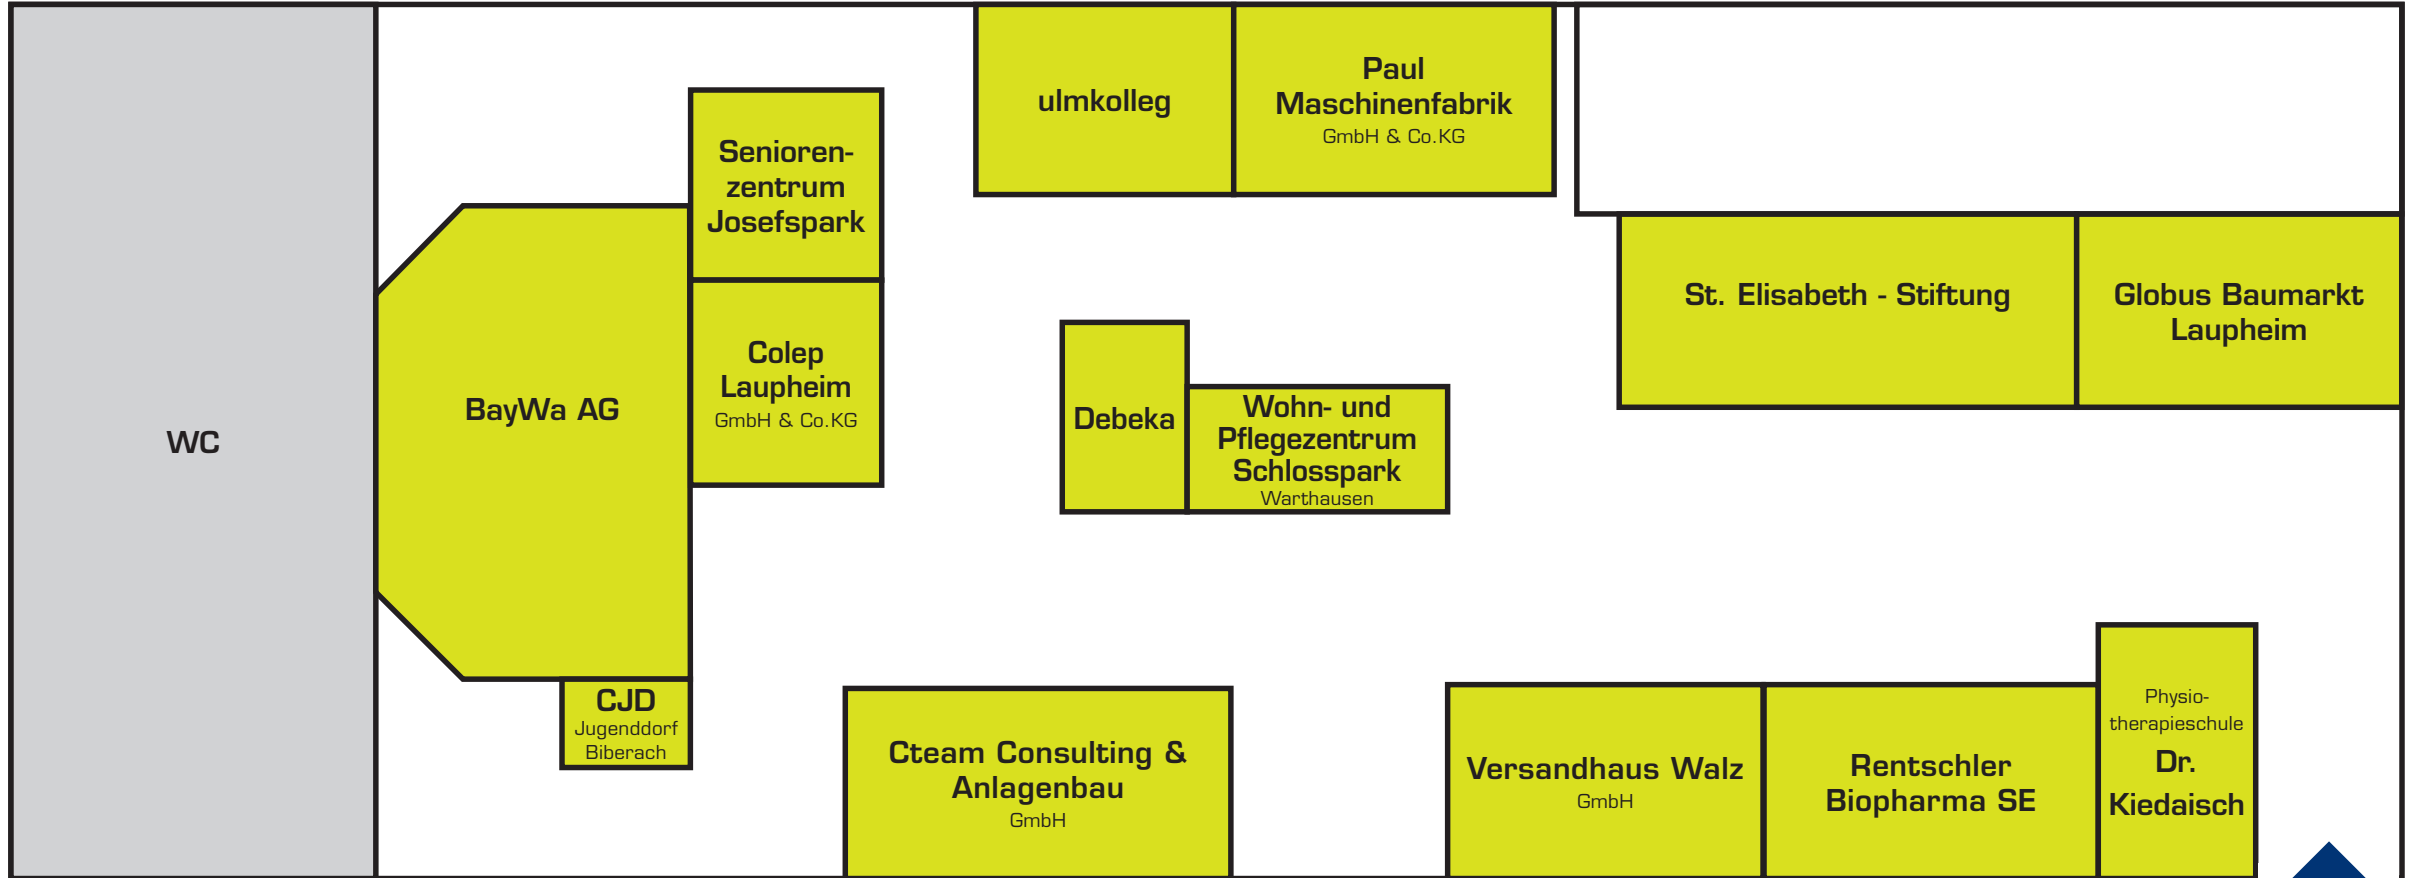 WC
BayWa AG
Senioren-
zentrum
Josefspark
Colep
Laupheim
GmbH & Co.KG
CJD
Jugenddorf
Biberach
ulmkolleg
Paul
Maschinenfabrik
GmbH & Co.KG
Debeka
Wohn- und
Pflegezentrum
Schlosspark
Warthausen
St. Elisabeth - Stiftung
Globus Baumarkt
Laupheim
Cteam Consulting &
Anlagenbau
GmbH
Versandhaus Walz
GmbH
Rentschler
Biopharma SE
Physio-
therapieschule
Dr.
Kiedaisch